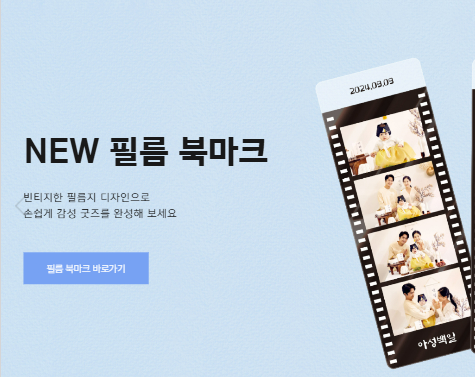 NEW 필름 북마크
빈티지한 필름지 디자인으로
손쉽게 감성 굿즈를 완성해 보세요
필름 북마크 바로가기
2024.03.03
아성백일